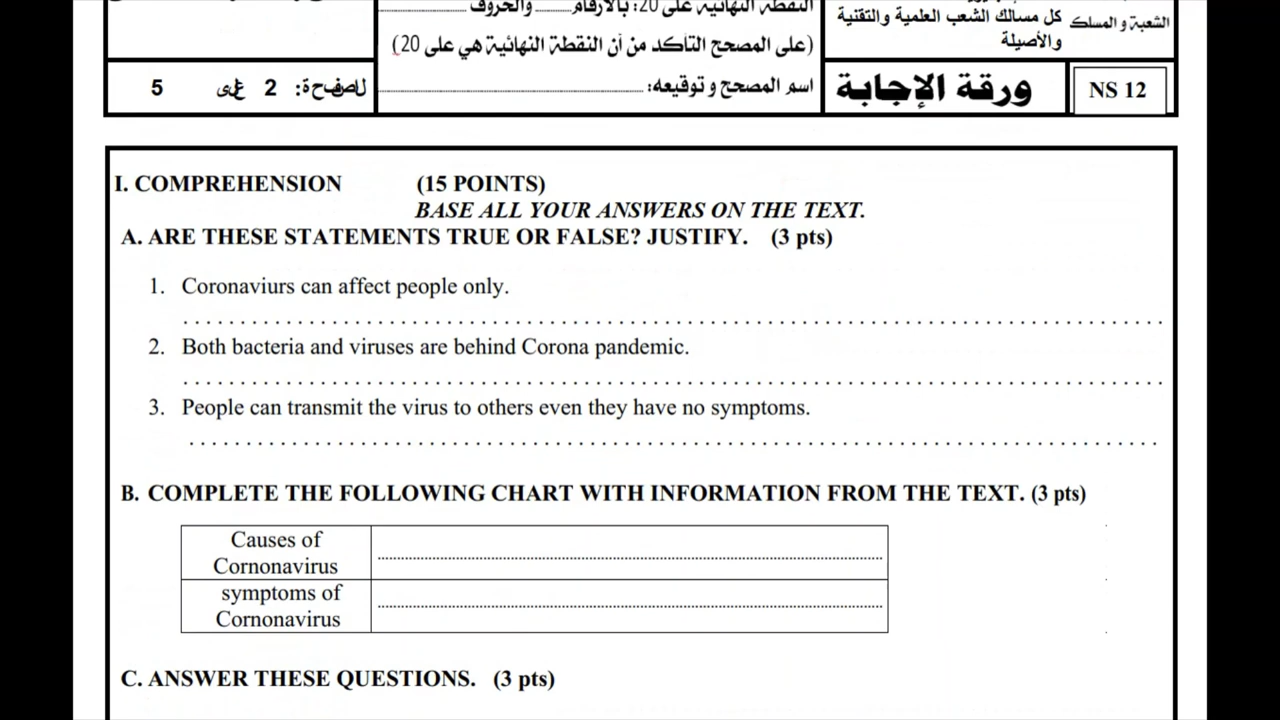 الشعبة و المسلك
كل مسالك الشعب العلمية والتقنية
والأصيلة
النقطة النهائية على 20: بالأرقام............ والحروف..............................
(على المصحح التأكد من أن النقطة النهائية هي على 20)
NS 12
ورقة الإجابة
اسم المصحح و توقيعه: ............................................................
الصفحة: 2 على 5
I. COMPREHENSION (15 POINTS)
BASE ALL YOUR ANSWERS ON THE TEXT.
A. ARE THESE STATEMENTS TRUE OR FALSE? JUSTIFY. (3 pts)
1. Coronaviurs can affect people only.
2. Both bacteria and viruses are behind Corona pandemic.
3. People can transmit the virus to others even they have no symptoms.
B. COMPLETE THE FOLLOWING CHART WITH INFORMATION FROM THE TEXT. (3 pts)
Causes of
Cornonavirus
symptoms of
Cornonavirus
C. ANSWER THESE QUESTIONS. (3 pts)